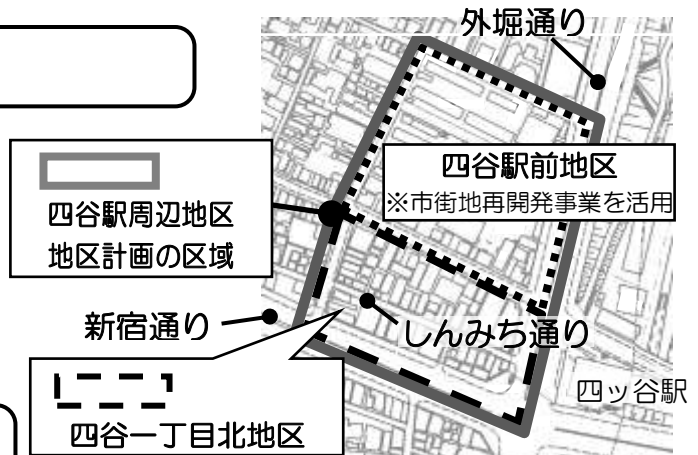 外堀通り
四谷駅前地区
※市街地再開発事業を活用
四谷駅周辺地区
地区計画の区域
新宿通り
しんみち通り
四ッ谷駅
四谷一丁目北地区